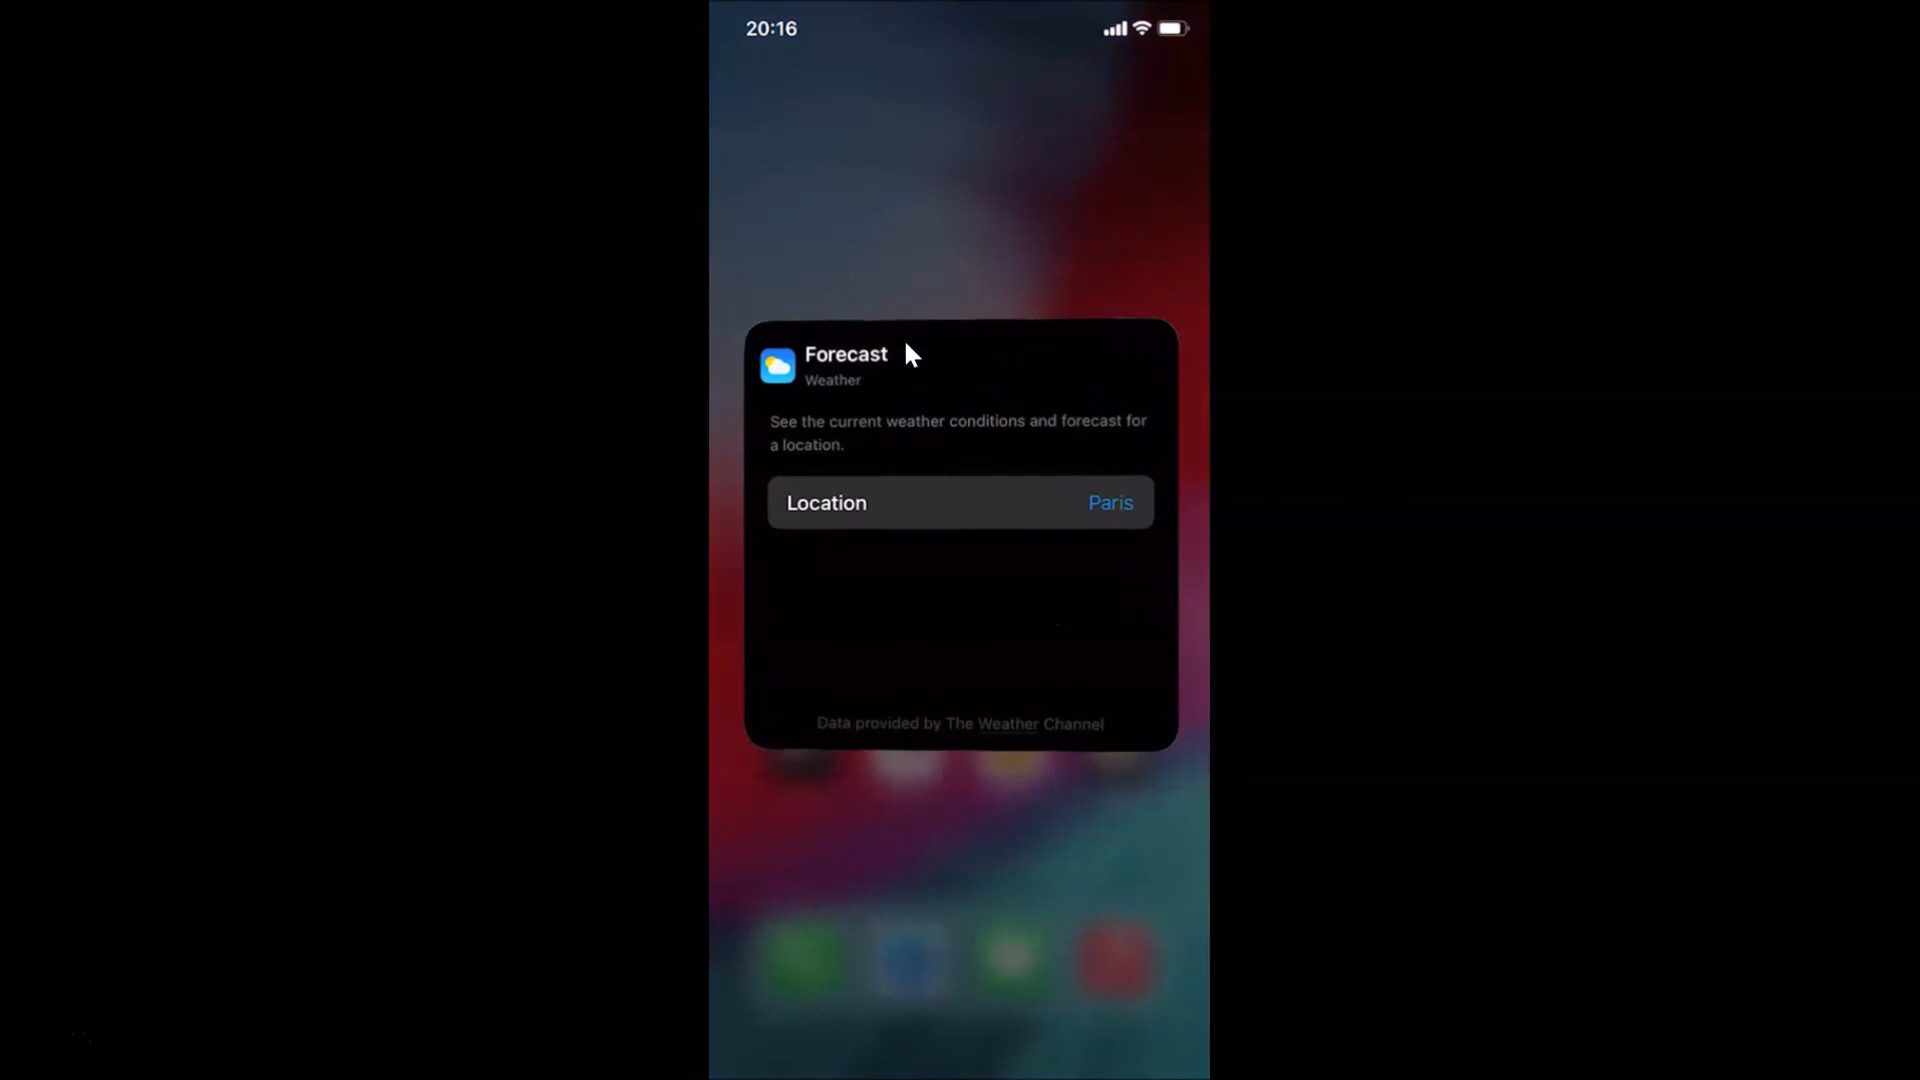 20:16
Forecast
Weather
See the current weather conditions and forecast for
a location.
Location Paris
Data provided by The Weather Channel